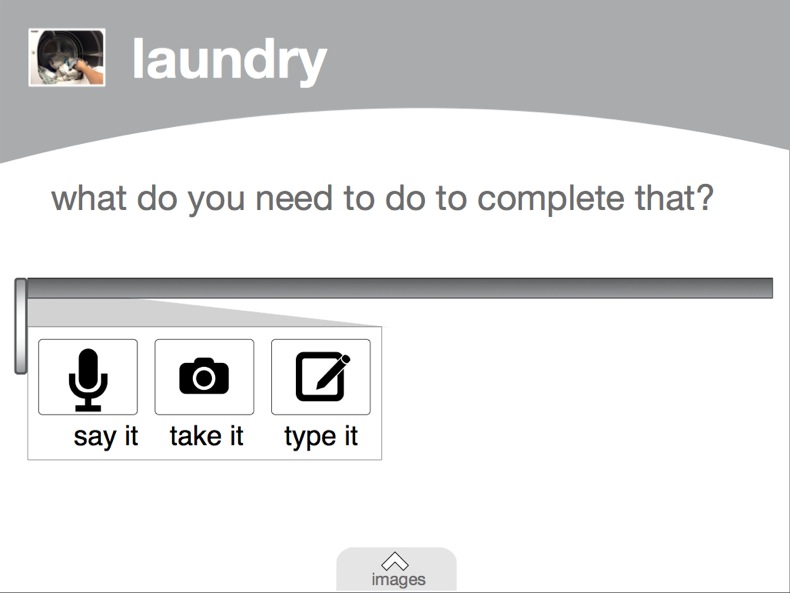 laundry
what do you need to do to complete that?
say it take it type it
images